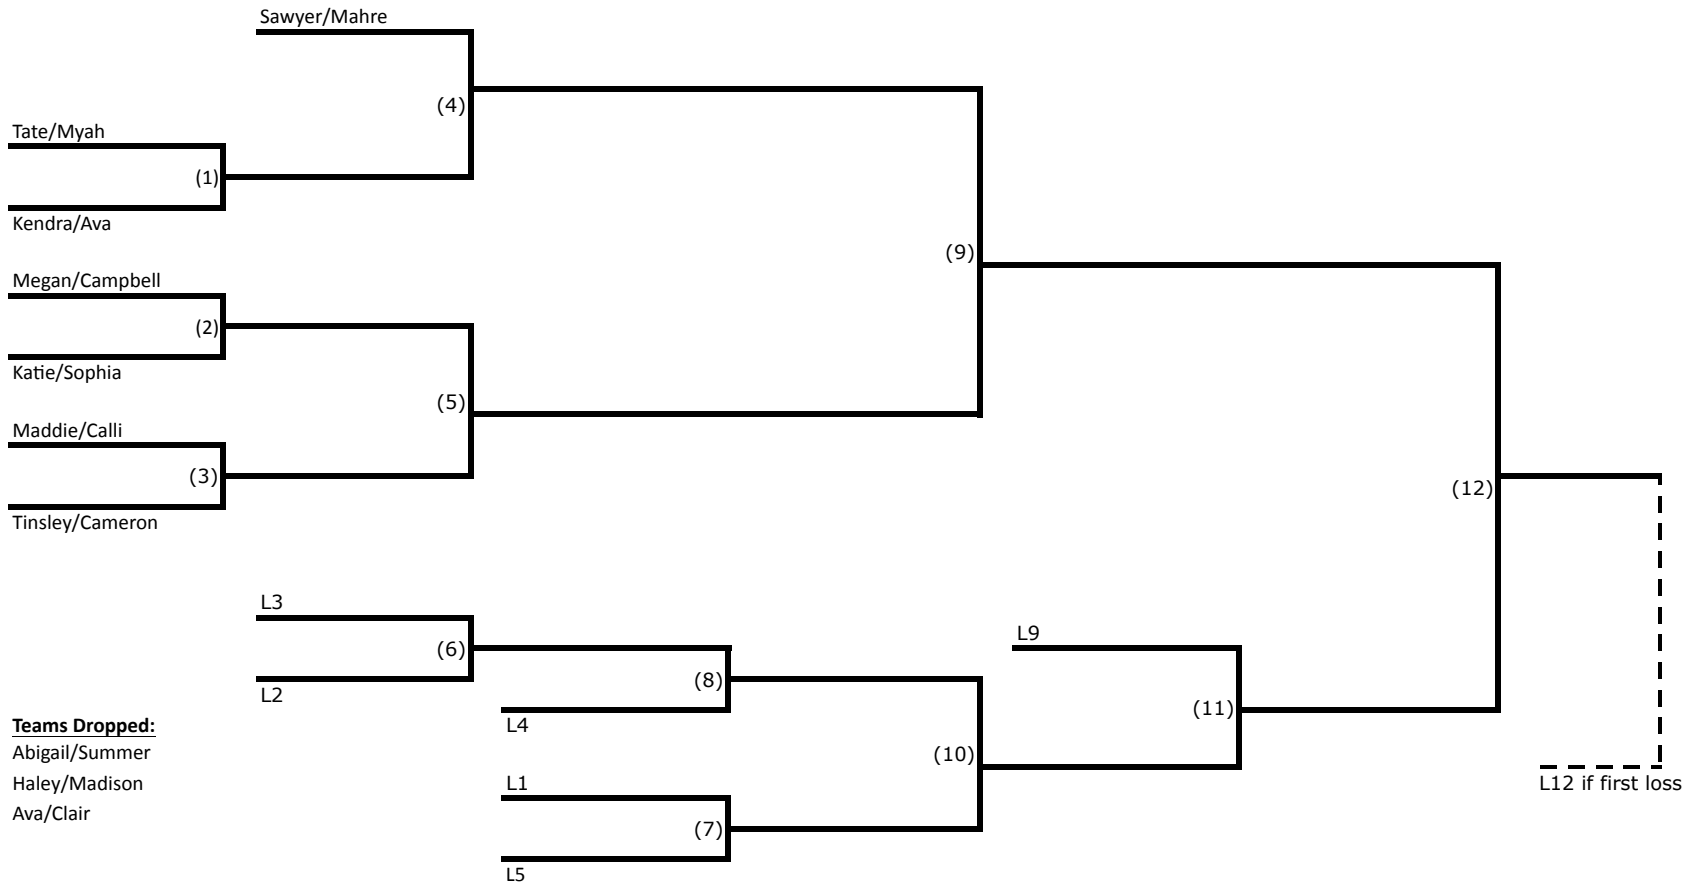 Sawyer/Mahre
(4)
Tate/Myah
(1)
Kendra/Ava
(9)
Megan/Campbell
(2)
Katie/Sophia
(5)
Maddie/Calli
(3)
Tinsley/Cameron
(12)
L3
(6)
L2
L9
(8)
L4
(11)
Teams Dropped:
Abigail/Summer
Haley/Madison
Ava/Clair
(10)
L1
(7)
L5
L12 if first loss